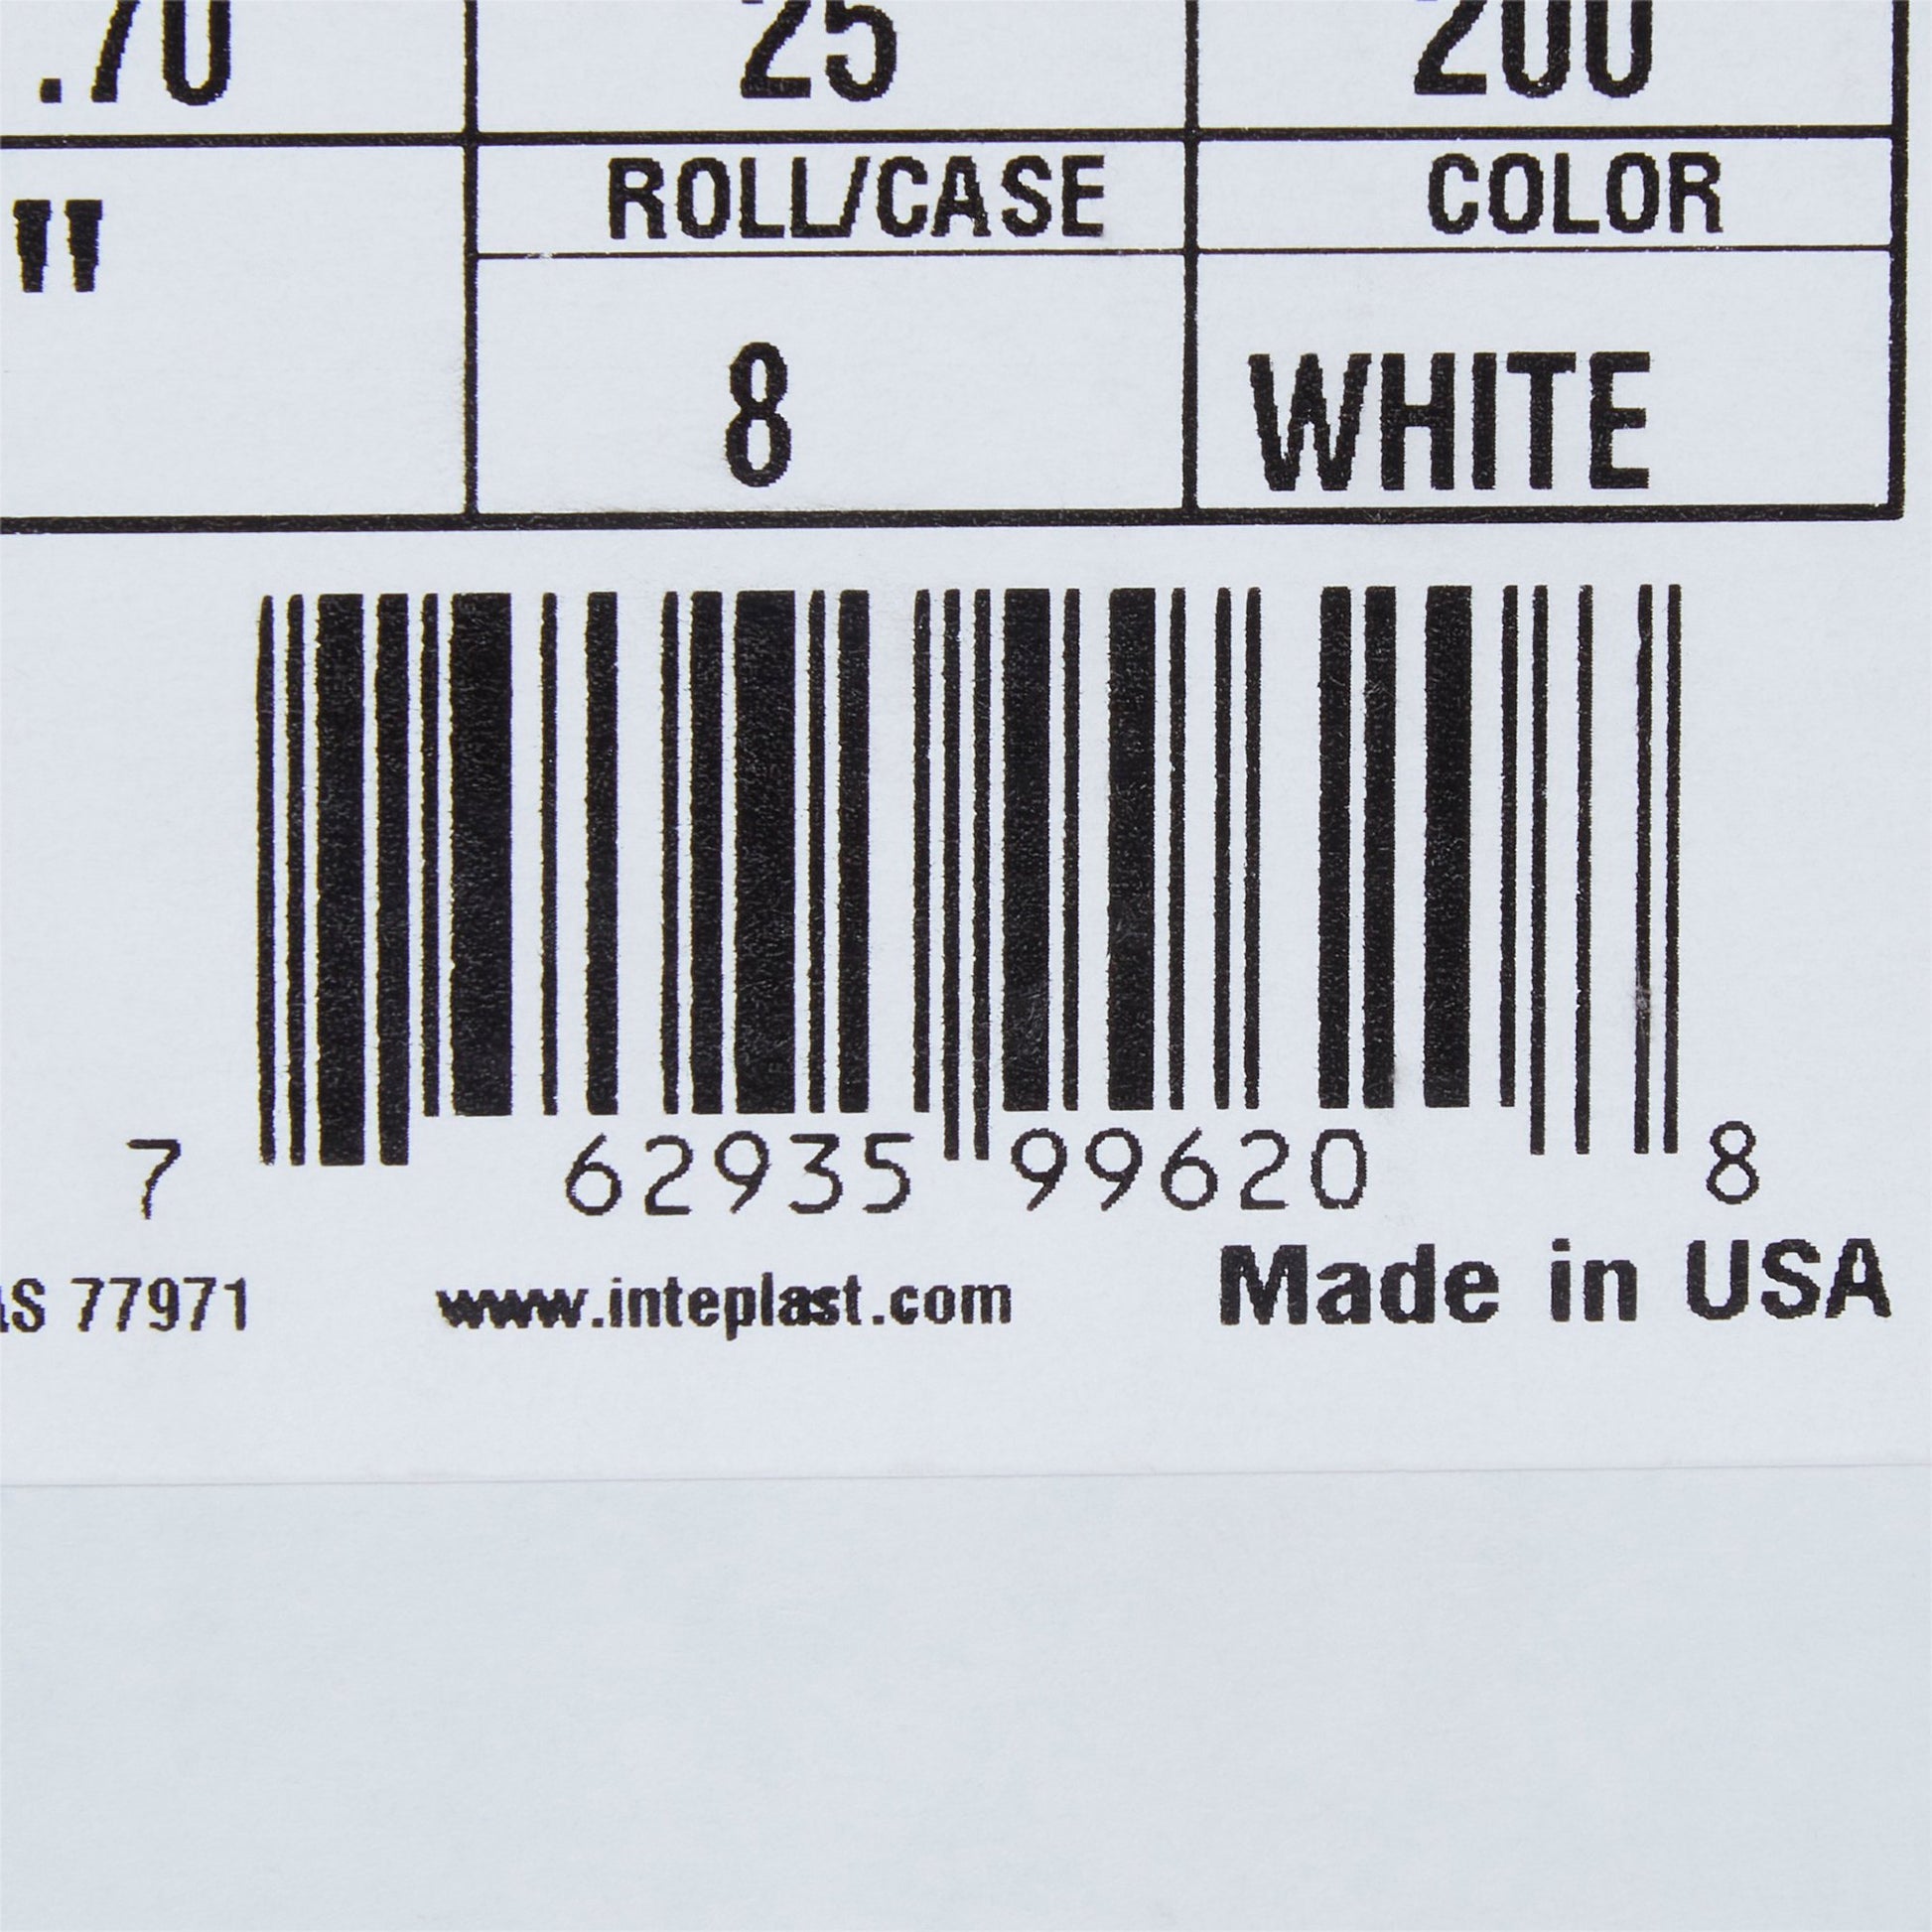 .70 25 200
" ROLL/CASE COLOR
8 WHITE
7 62935 99620 8
AS 77971 www.inteplast.com Made in USA